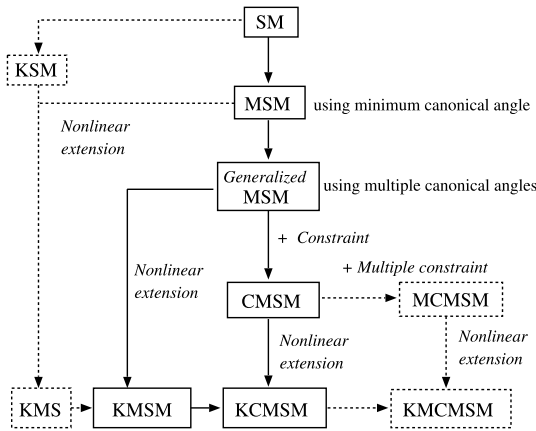 SM
KSM
MSM
using minimum canonical angle
Nonlinear
extension
Generalized
MSM
using multiple canonical angles
+ Constraint
Nonlinear
extension
+ Multiple constraint
CMSM
MCMSM
Nonlinear
extension
Nonlinear
extension
KMS
KMSM
KCMSM
KMCMSM